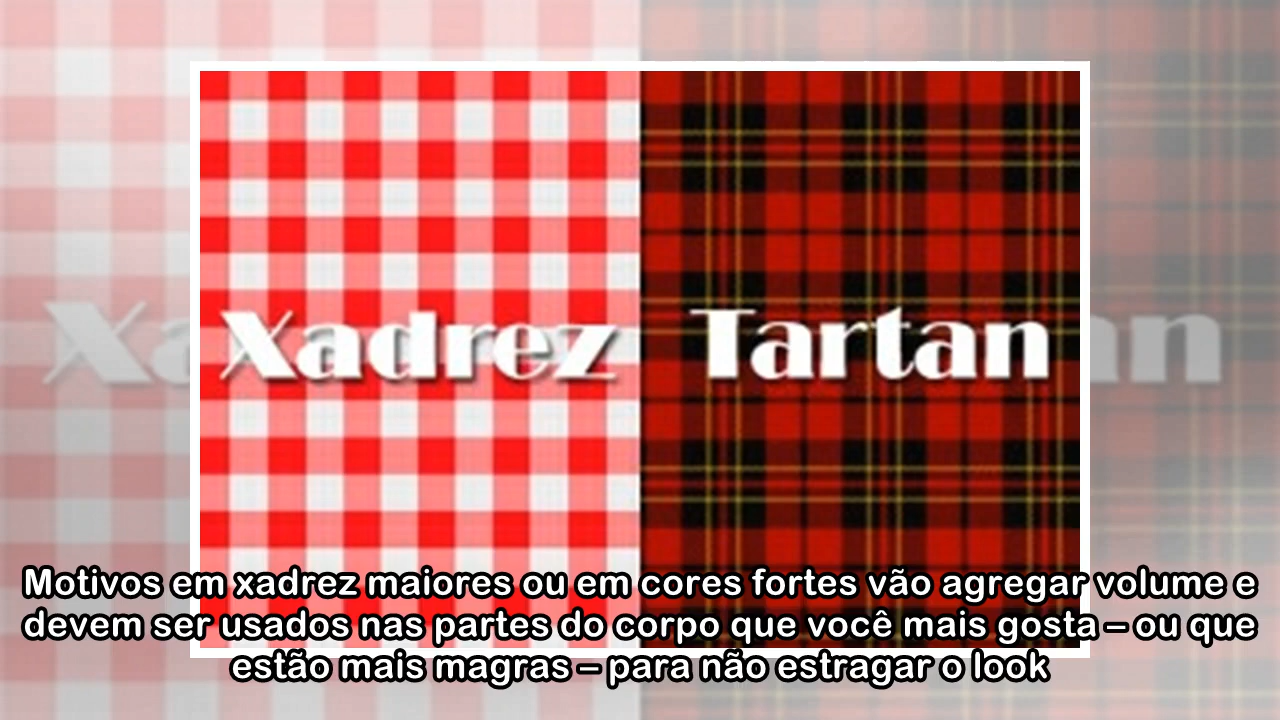 Xadrez
Tartan
Motivos em xadrez maiores ou em cores fortes vão agregar volume e
devem ser usados nas partes do corpo que você mais gosta – ou que
estão mais magras – para não estragar o look